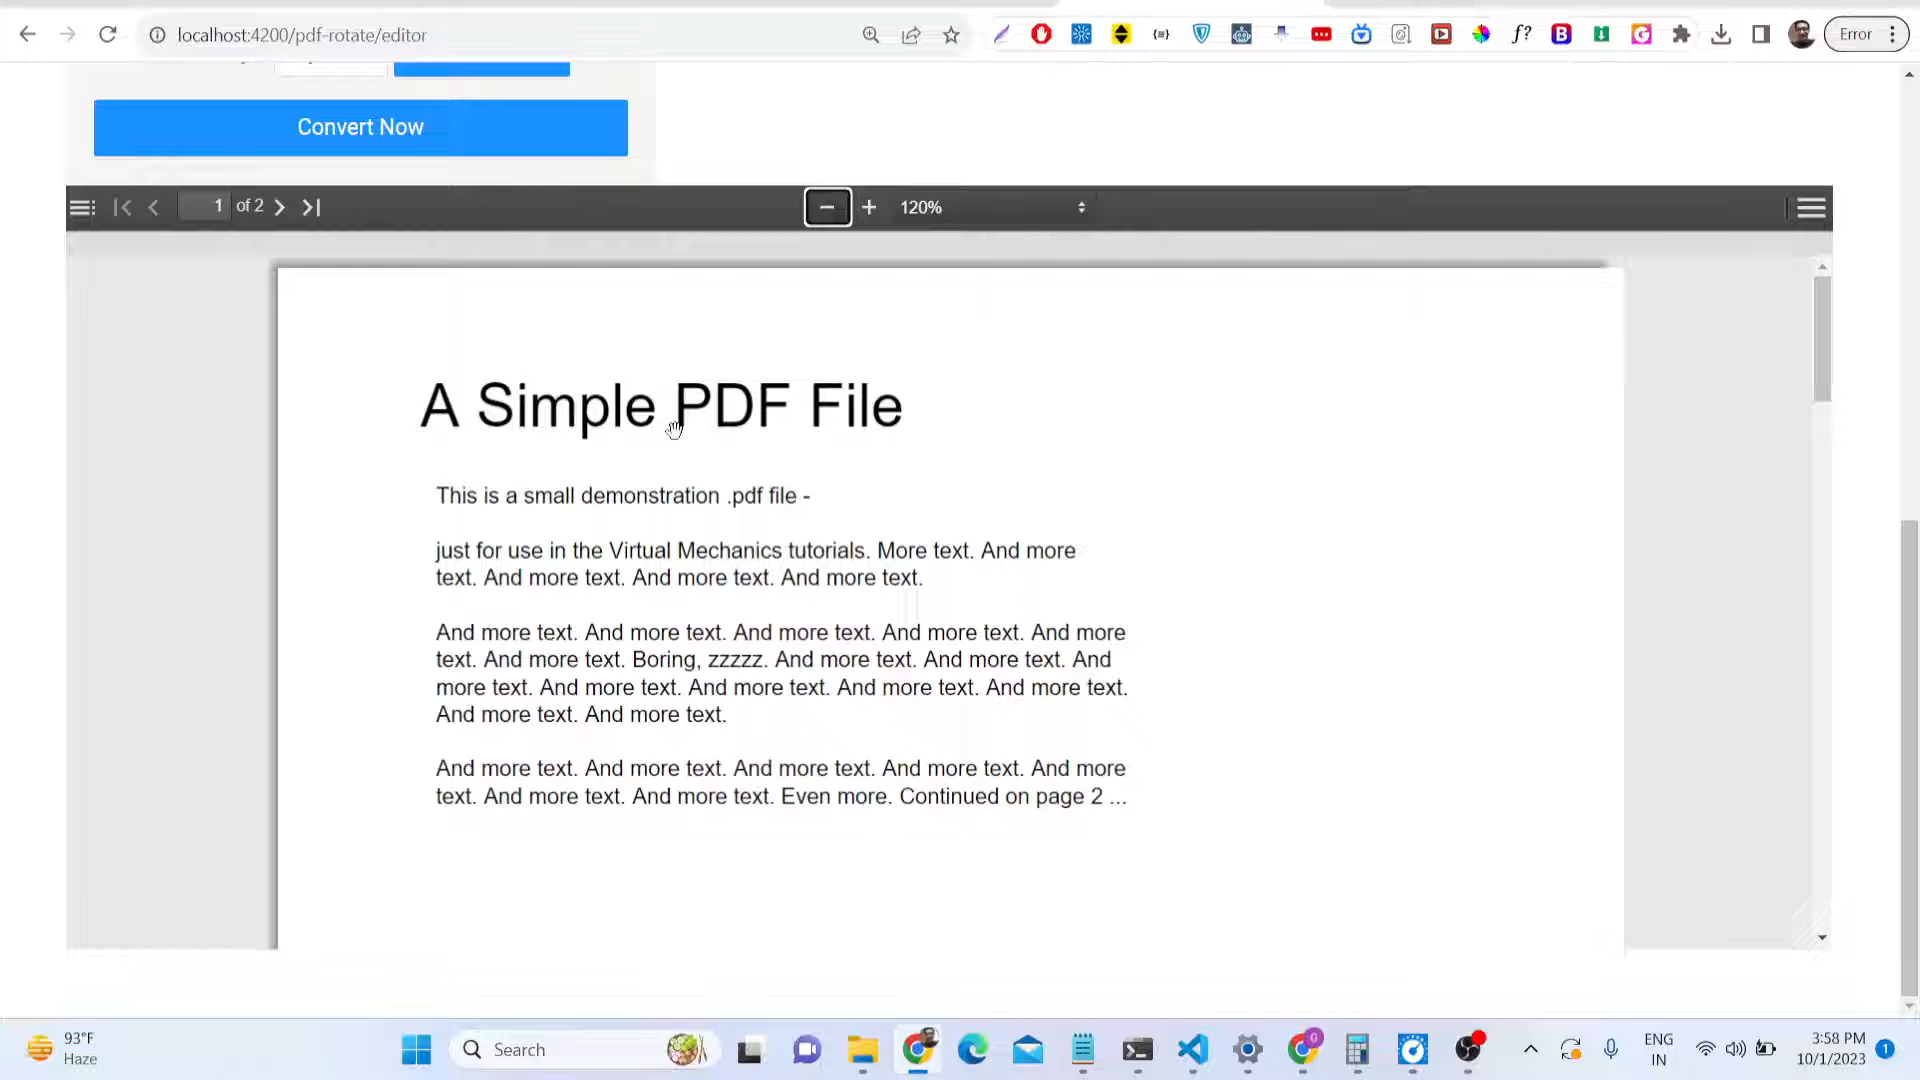 localhost:4200/pdf-rotate/editor
Error
Convert Now
1 of 2
120%
A Simple PDF File
This is a small demonstration .pdf file -
just for use in the Virtual Mechanics tutorials. More text. And more
text. And more text. And more text. And more text.
And more text. And more text. And more text. And more text. And more
text. And more text. Boring, zzzzz. And more text. And more text. And
more text. And more text. And more text. And more text. And more text.
And more text. And more text.
And more text. And more text. And more text. And more text. And more
text. And more text. And more text. Even more. Continued on page 2 ...
93°F
Haze
Search
ENG
IN
3:58 PM
10/1/2023
1